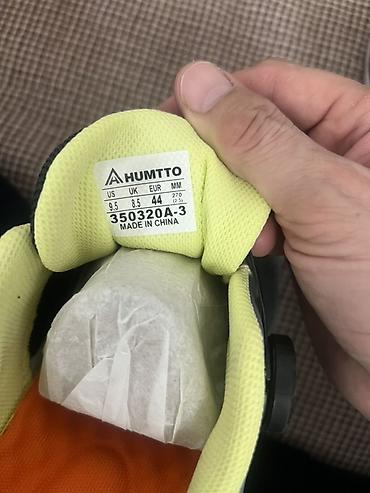 HUMTTO
US UK EUR MM
9.5 8.5 44 270
350320A-3
MADE IN CHINA